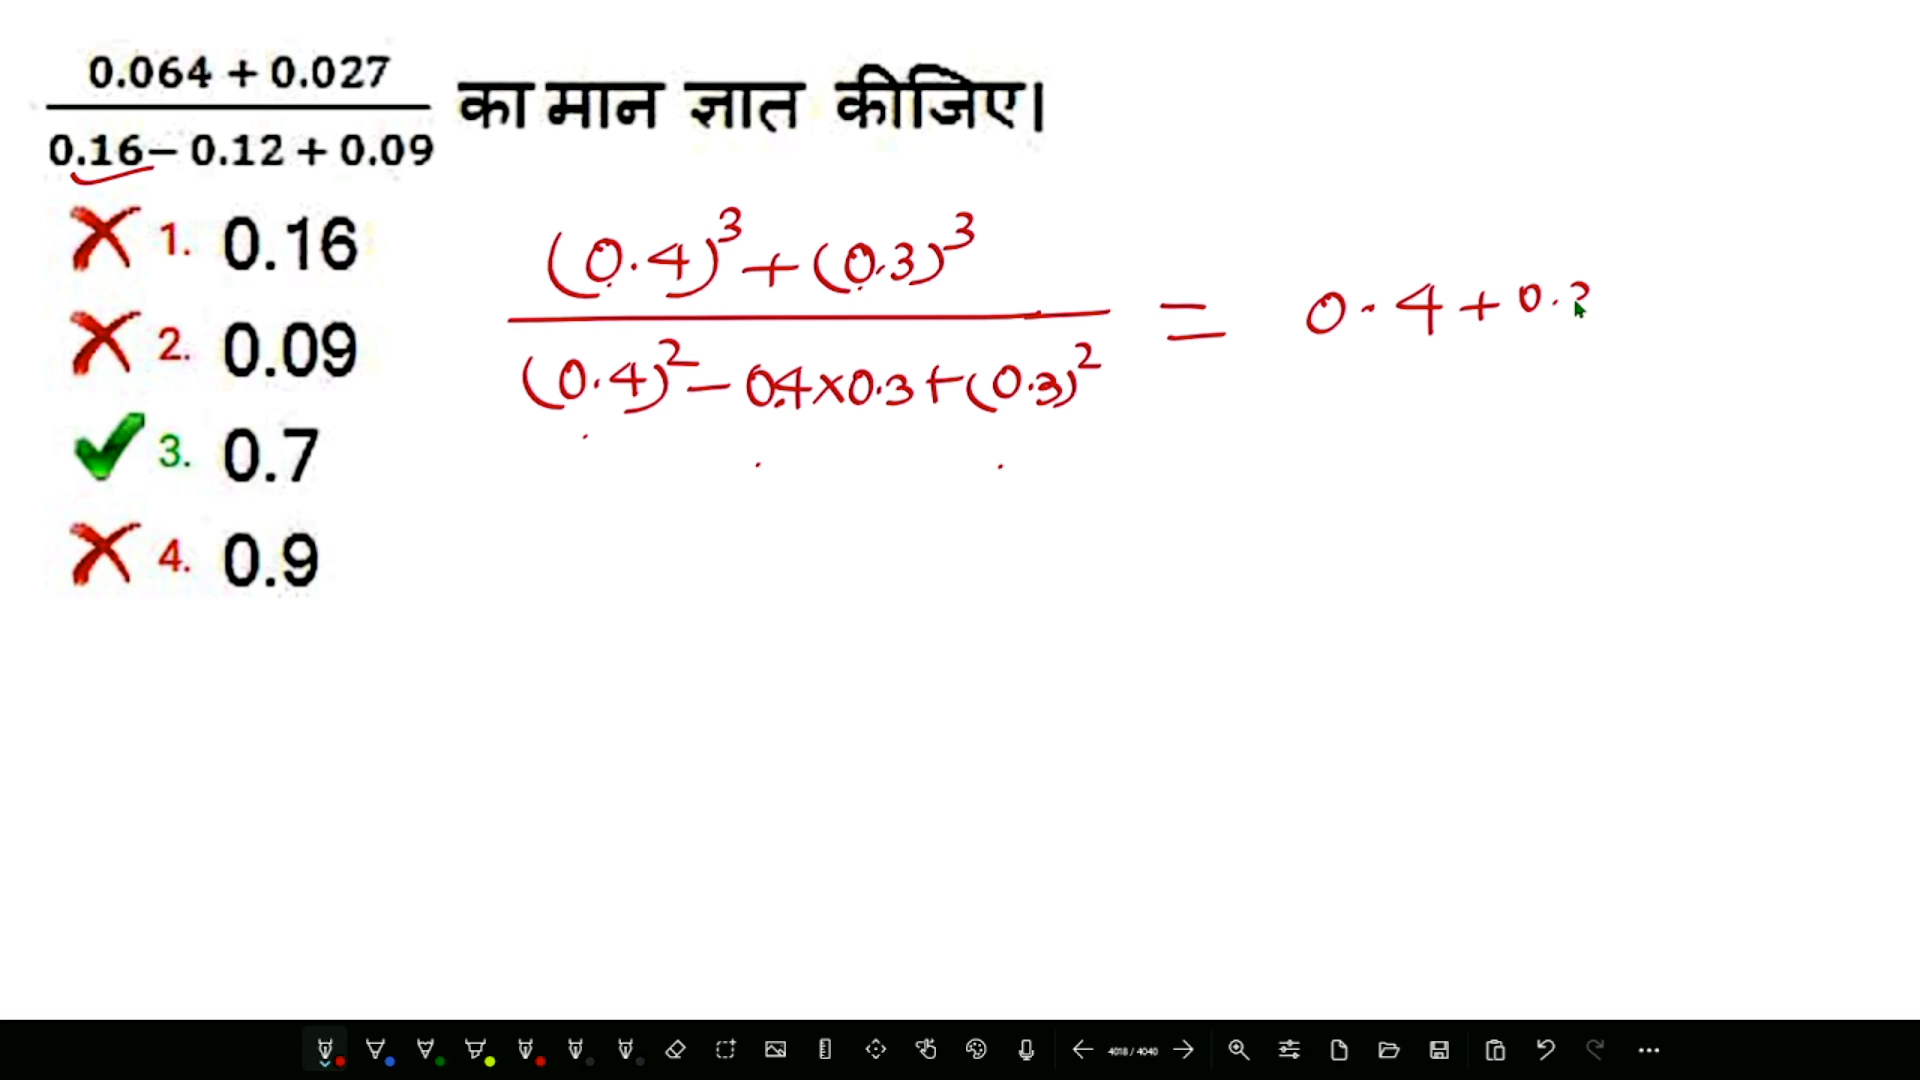 0.064 + 0.027
0.16 − 0.12 + 0.09
का मान ज्ञात कीजिए।
1. 0.16
2. 0.09
3. 0.7
4. 0.9
(0.4)³ + (0.3)³
(0.4)² − 0.4×0.3 + (0.3)²
= 0.4 + 0.
4018 / 4040